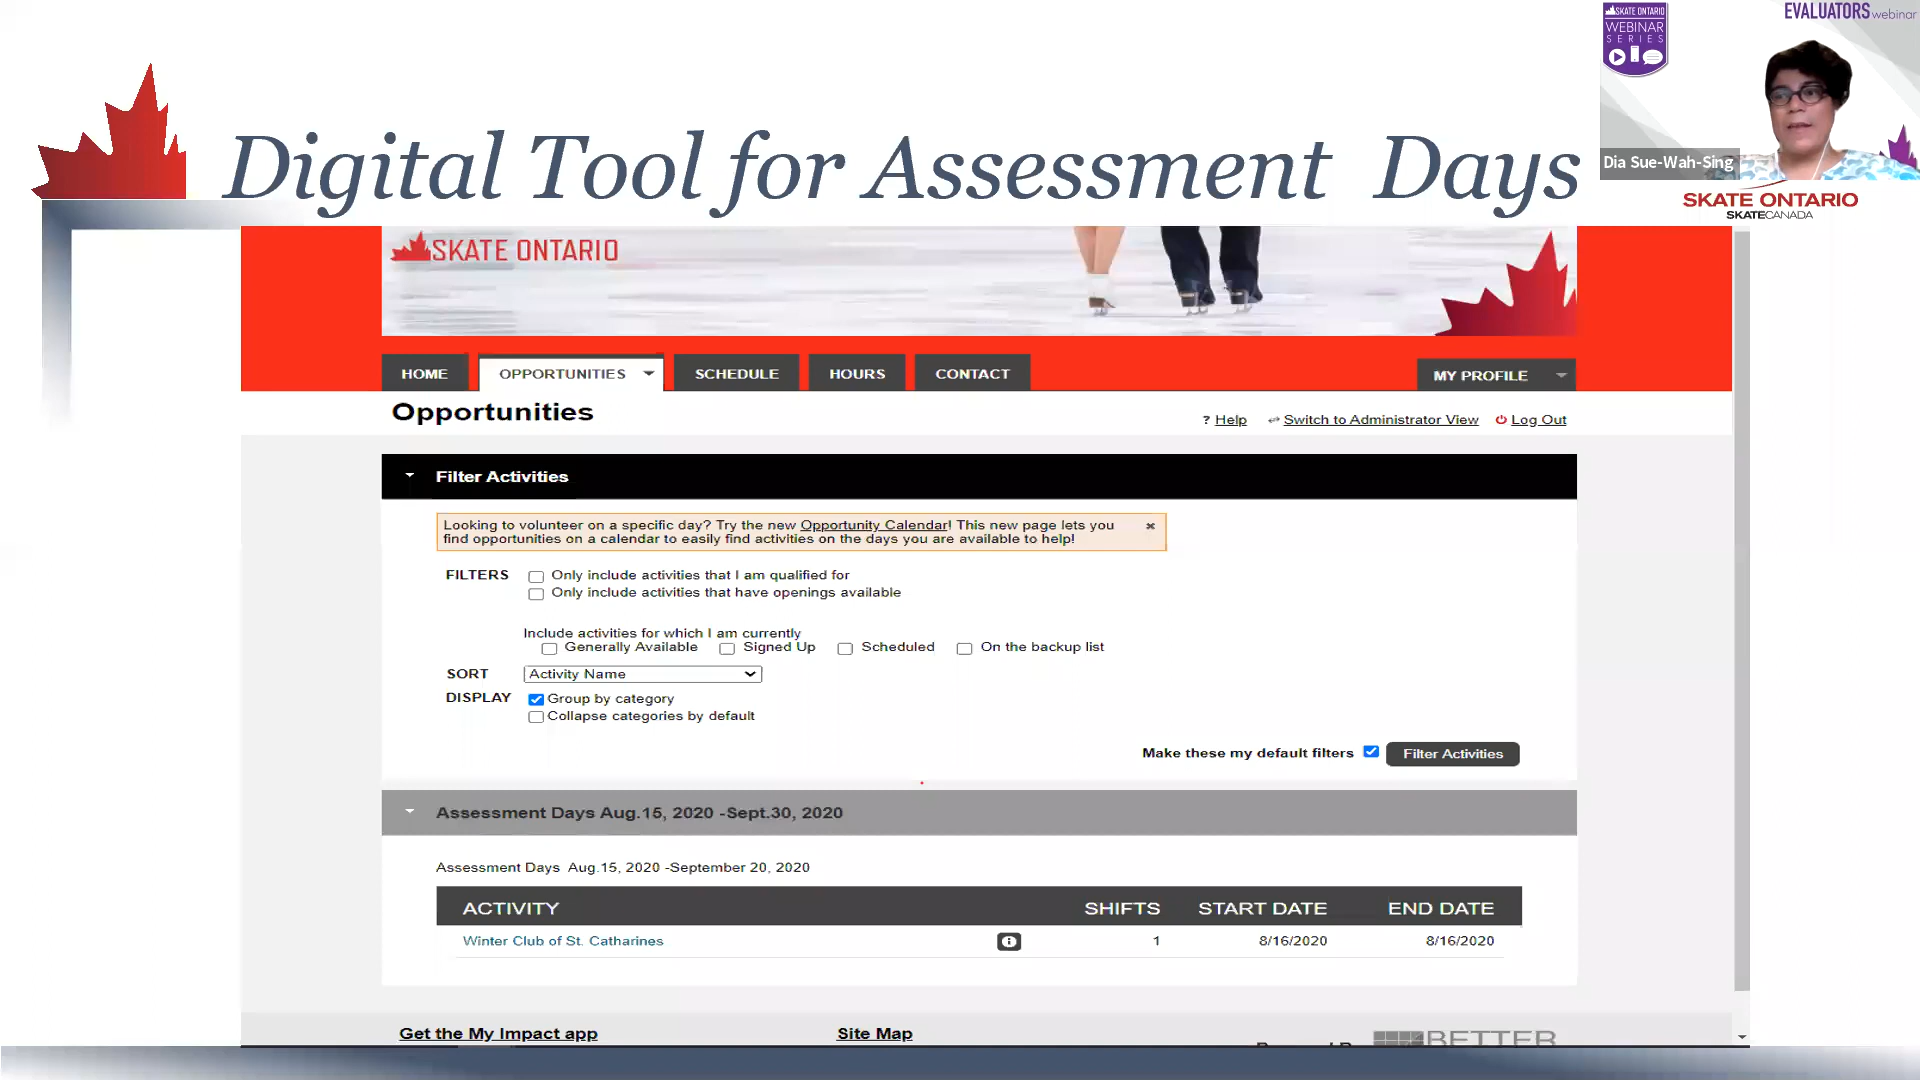 SKATE ONTARIO
WEBINAR
SERIES
EVALUATORS webinar
Digital Tool for Assessment Days
Dia Sue-Wah-Sing
SKATE ONTARIO
SKATECANADA
SKATE ONTARIO
HOME OPPORTUNITIES SCHEDULE HOURS CONTACT MY PROFILE
Opportunities
? Help Switch to Administrator View Log Out
Filter Activities
Looking to volunteer on a specific day? Try the new Opportunity Calendar! This new page lets you
find opportunities on a calendar to easily find activities on the days you are available to help!
FILTERS Only include activities that I am qualified for
Only include activities that have openings available
Include activities for which I am currently
Generally Available Signed Up Scheduled On the backup list
SORT Activity Name
DISPLAY Group by category
Collapse categories by default
Make these my default filters Filter Activities
Assessment Days Aug.15, 2020 -Sept.30, 2020
Assessment Days Aug.15, 2020 -September 20, 2020
ACTIVITY SHIFTS START DATE END DATE
Winter Club of St. Catharines 1 8/16/2020 8/16/2020
Get the My Impact app Site Map BETTER